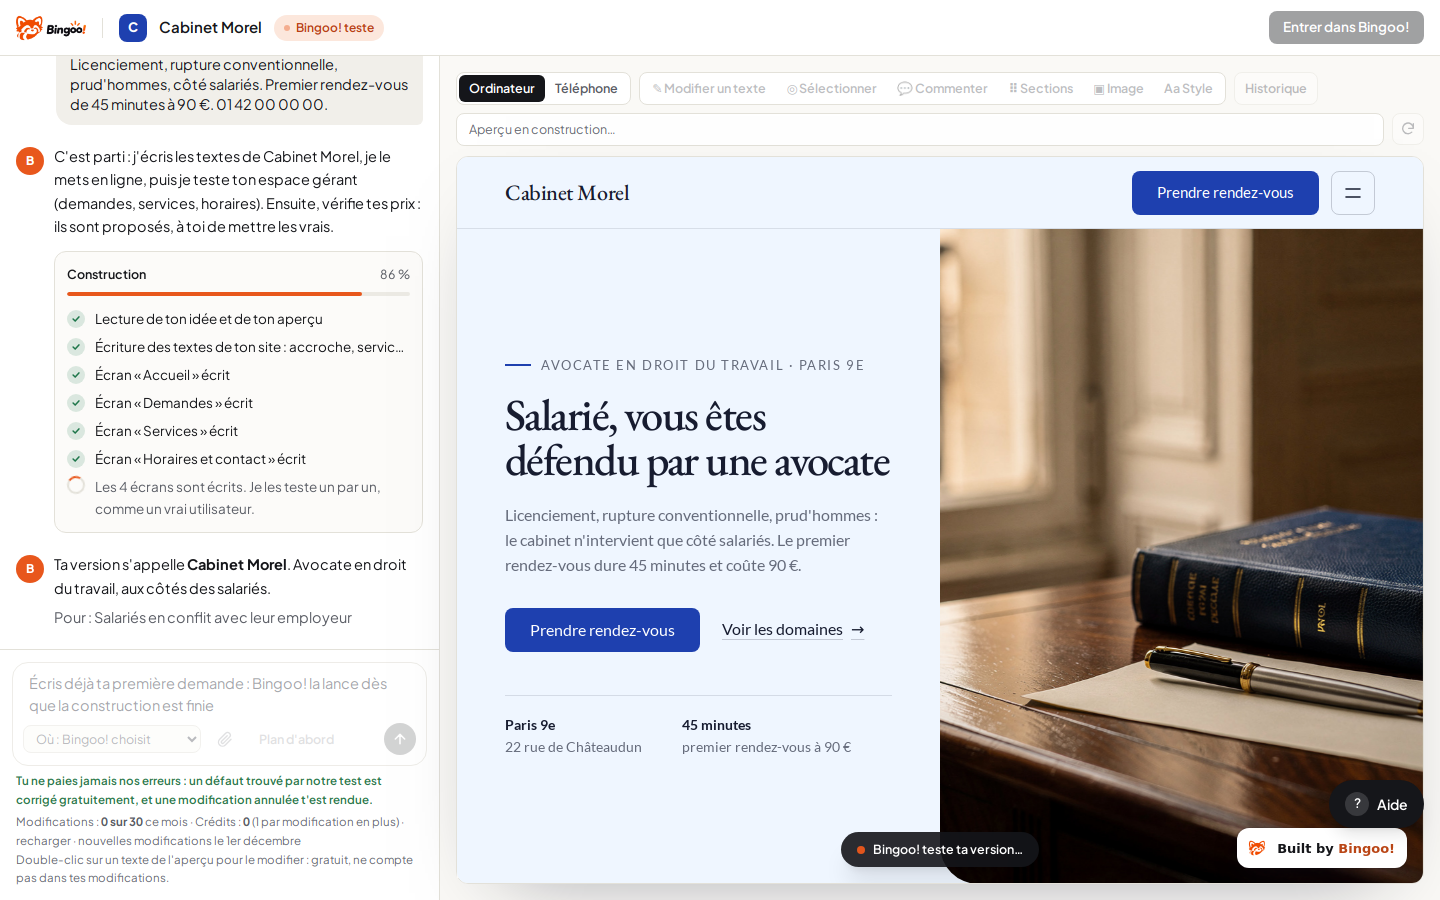 Bingoo!
C
Cabinet Morel
Bingoo! teste
Entrer dans Bingoo!
Licenciement, rupture conventionnelle,
prud'hommes, côté salariés. Premier rendez-vous
de 45 minutes à 90 €. 01 42 00 00 00.
B
C'est parti : j'écris les textes de Cabinet Morel, je le
mets en ligne, puis je teste ton espace gérant
(demandes, services, horaires). Ensuite, vérifie tes prix :
ils sont proposés, à toi de mettre les vrais.
Construction
86 %
Lecture de ton idée et de ton aperçu
Écriture des textes de ton site : accroche, servic...
Écran « Accueil » écrit
Écran « Demandes » écrit
Écran « Services » écrit
Écran « Horaires et contact » écrit
Les 4 écrans sont écrits. Je les teste un par un,
comme un vrai utilisateur.
B
Ta version s'appelle Cabinet Morel. Avocate en droit
du travail, aux côtés des salariés.
Pour : Salariés en conflit avec leur employeur
Écris déjà ta première demande : Bingoo! la lance dès
que la construction est finie
Où : Bingoo! choisit
Plan d'abord
Tu ne paies jamais nos erreurs : un défaut trouvé par notre test est
corrigé gratuitement, et une modification annulée t'est rendue.
Modifications : 0 sur 30 ce mois · Crédits : 0 (1 par modification en plus) ·
recharger · nouvelles modifications le 1er décembre
Double-clic sur un texte de l'aperçu pour le modifier : gratuit, ne compte
pas dans tes modifications.
Ordinateur
Téléphone
Modifier un texte
Sélectionner
Commenter
Sections
Image
Aa Style
Historique
Aperçu en construction...
Cabinet Morel
Prendre rendez-vous
AVOCATE EN DROIT DU TRAVAIL · PARIS 9E
Salarié, vous êtes
défendu par une avocate
Licenciement, rupture conventionnelle, prud'hommes :
le cabinet n'intervient que côté salariés. Le premier
rendez-vous dure 45 minutes et coûte 90 €.
Prendre rendez-vous
Voir les domaines →
Paris 9e
22 rue de Châteaudun
45 minutes
premier rendez-vous à 90 €
Bingoo! teste ta version...
? Aide
Built by Bingoo!